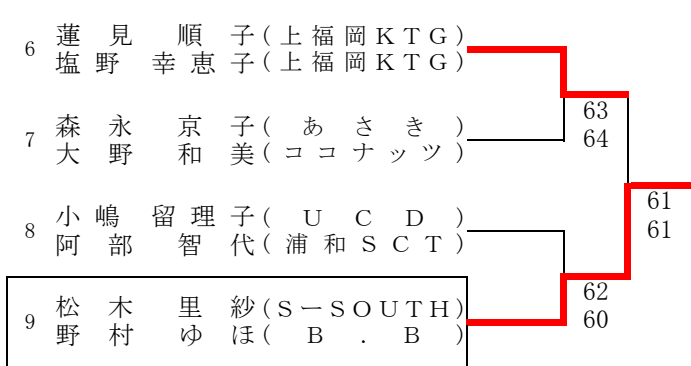 6 蓮見 順子(上福岡KTG)
塩野 幸恵子(上福岡KTG)
63
64
7 森永 京子(あさき)
大野 和美(ココナッツ)
61
61
8 小嶋 留理子(UCD)
阿部 智代(浦和SCT)
62
60
9 松木 里紗(S－SOUTH)
野村 ゆほ(B.B)